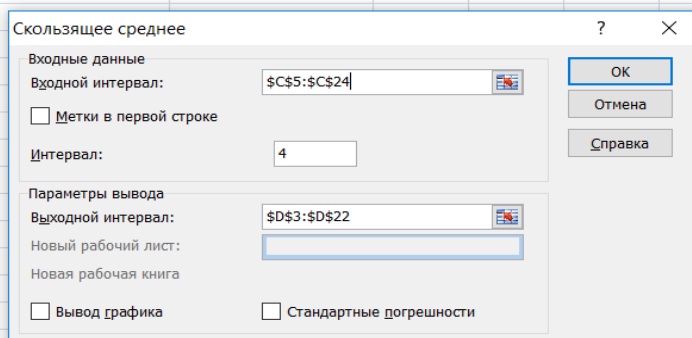 Скользящее среднее
? ×
Входные данные
Входной интервал: $C$5:$C$24
OK
Метки в первой строке
Отмена
Интервал: 4
Справка
Параметры вывода
Выходной интервал: $D$3:$D$22
Новый рабочий лист:
Новая рабочая книга
Вывод графика Стандартные погрешности